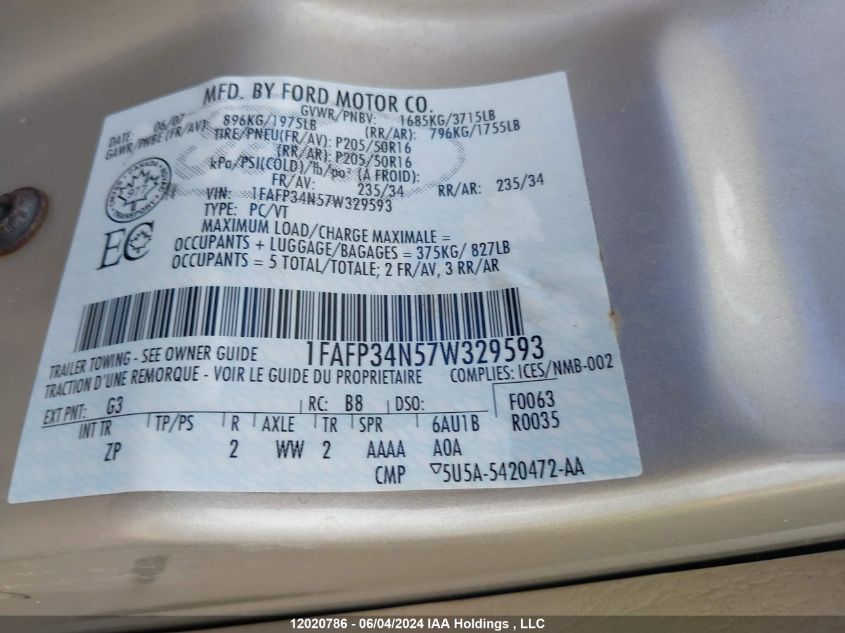 MFD. BY FORD MOTOR CO.
DATE: 06/07 GVWR/PNBV: 1685KG/3715LB
GAWR/PNBE(FR/AV): 896KG/1975LB (RR/AR): 796KG/1755LB
TIRE/PNEU(FR/AV): P205/50R16
(RR/AR): P205/50R16
kPa/PSI(COLD)/lb/po² (À FROID):
FR/AV: 235/34 RR/AR: 235/34
VIN: 1FAFP34N57W329593
TYPE: PC/VT
MAXIMUM LOAD/CHARGE MAXIMALE =
OCCUPANTS + LUGGAGE/BAGAGES = 375KG/ 827LB
OCCUPANTS = 5 TOTAL/TOTALE; 2 FR/AV, 3 RR/AR
EC
TRAILER TOWING - SEE OWNER GUIDE 1FAFP34N57W329593
TRACTION D'UNE REMORQUE - VOIR LE GUIDE DU PROPRIETAIRE COMPLIES: ICES/NMB-002
EXT PNT: G3 RC: B8 DSO: F0063
INT TR TP/PS R AXLE TR SPR 6AU1B R0035
ZP 2 WW 2 AAAA A0A
CMP ▽5U5A-5420472-AA
12020786 - 06/04/2024 IAA Holdings , LLC